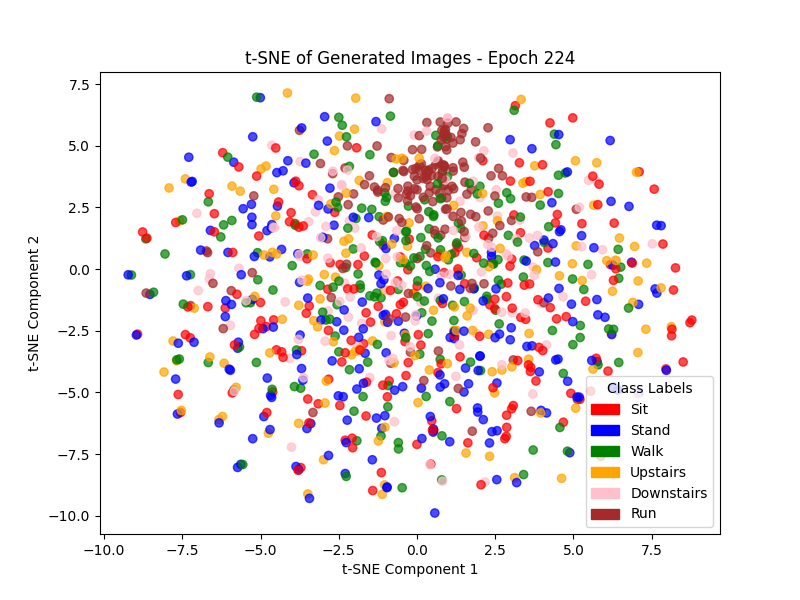 t-SNE of Generated Images - Epoch 224
7.5
5.0
2.5
0.0
−2.5
−5.0
−7.5
−10.0
t-SNE Component 2
Class Labels
Sit
Stand
Walk
Upstairs
Downstairs
Run
−10.0 −7.5 −5.0 −2.5 0.0 2.5 5.0 7.5
t-SNE Component 1